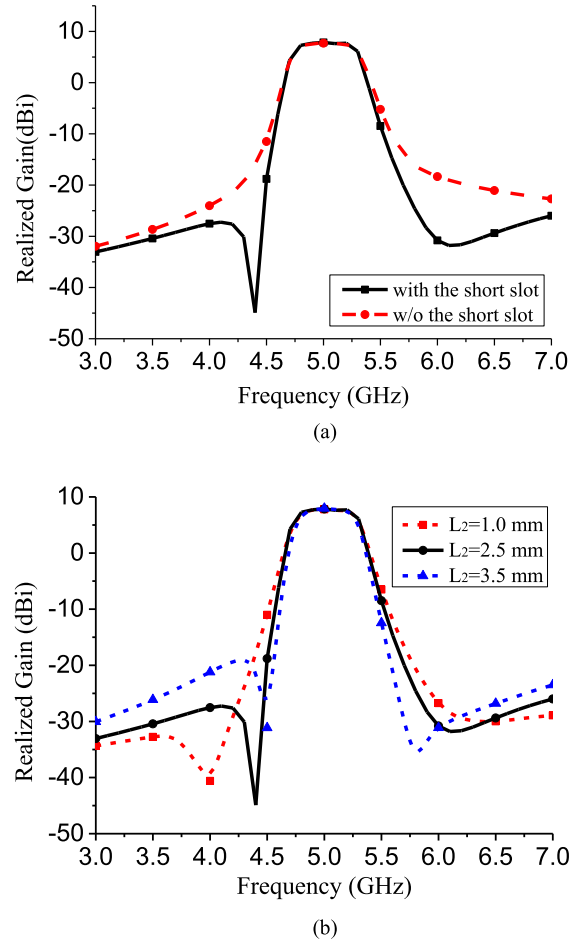 10
0
-10
-20
-30
-40
-50
Realized Gain(dBi)
with the short slot
w/o the short slot
3.0 3.5 4.0 4.5 5.0 5.5 6.0 6.5 7.0
Frequency (GHz)
(a)
10
0
-10
-20
-30
-40
-50
Realized Gain (dBi)
L2=1.0 mm
L2=2.5 mm
L2=3.5 mm
3.0 3.5 4.0 4.5 5.0 5.5 6.0 6.5 7.0
Frequency (GHz)
(b)